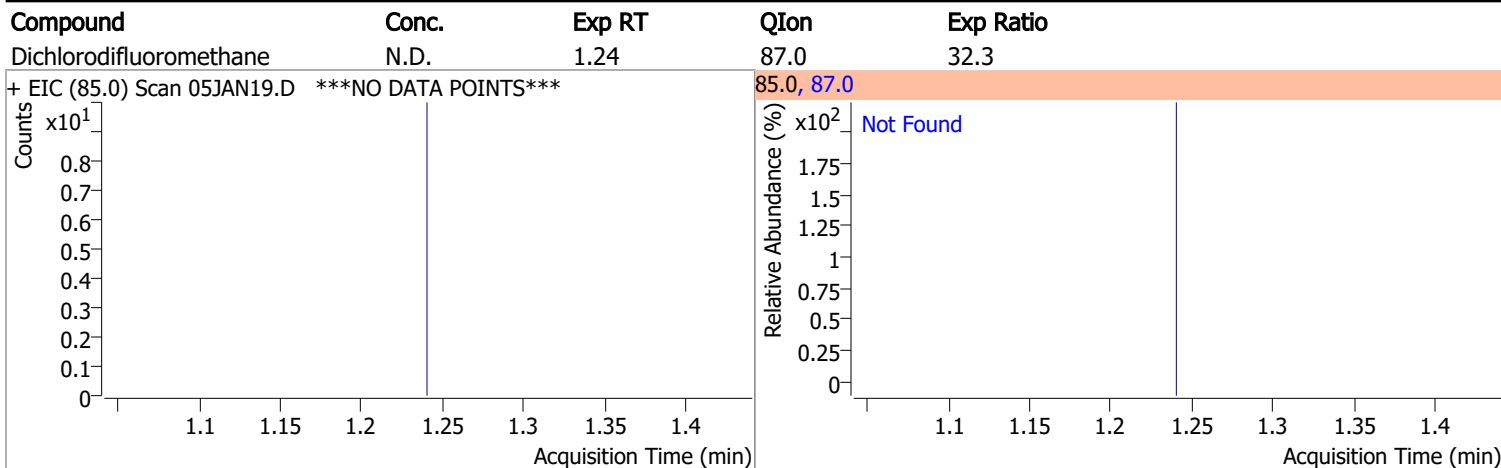 Compound Conc. Exp RT QIon Exp Ratio
Dichlorodifluoromethane N.D. 1.24 87.0 32.3
+ EIC (85.0) Scan 05JAN19.D ***NO DATA POINTS***
Counts
x10¹
0.8
0.7
0.6
0.5
0.4
0.3
0.2
0.1
0
1.1 1.15 1.2 1.25 1.3 1.35 1.4
Acquisition Time (min)
85.0, 87.0
Relative Abundance (%)
x10²
Not Found
1.75
1.5
1.25
1
0.75
0.5
0.25
0
1.1 1.15 1.2 1.25 1.3 1.35 1.4
Acquisition Time (min)